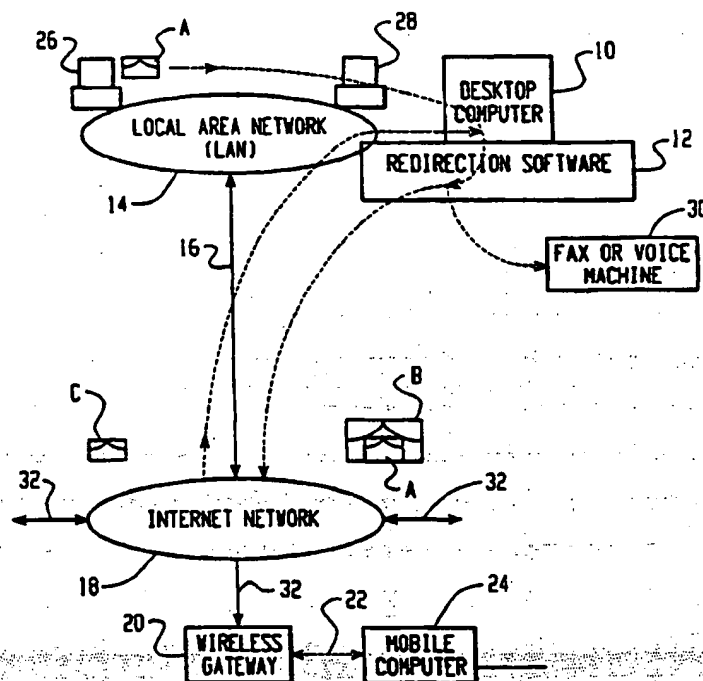 26
A
28
10
DESKTOP
COMPUTER
LOCAL AREA NETWORK
(LAN)
12
REDIRECTION SOFTWARE
14
30
16
FAX OR VOICE
MACHINE
C
B
A
32
32
INTERNET NETWORK
18
32
24
20
22
WIRELESS
GATEWAY
MOBILE
COMPUTER